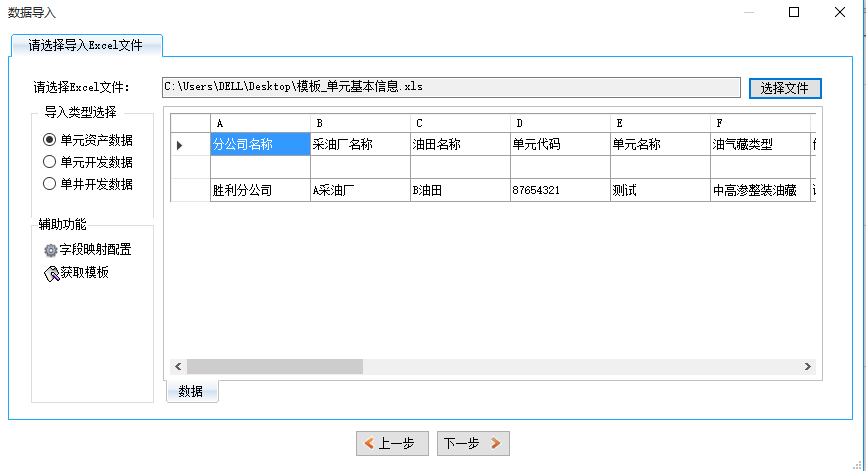 数据导入
请选择导入Excel文件
请选择Excel文件: C:\Users\DELL\Desktop\模板_单元基本信息.xls 选择文件
导入类型选择
单元资产数据
单元开发数据
单井开发数据
辅助功能
字段映射配置
获取模板
A B C D E F
分公司名称 采油厂名称 油田名称 单元代码 单元名称 油气藏类型
胜利分公司 A采油厂 B油田 87654321 测试 中高渗整装油藏
数据
上一步 下一步